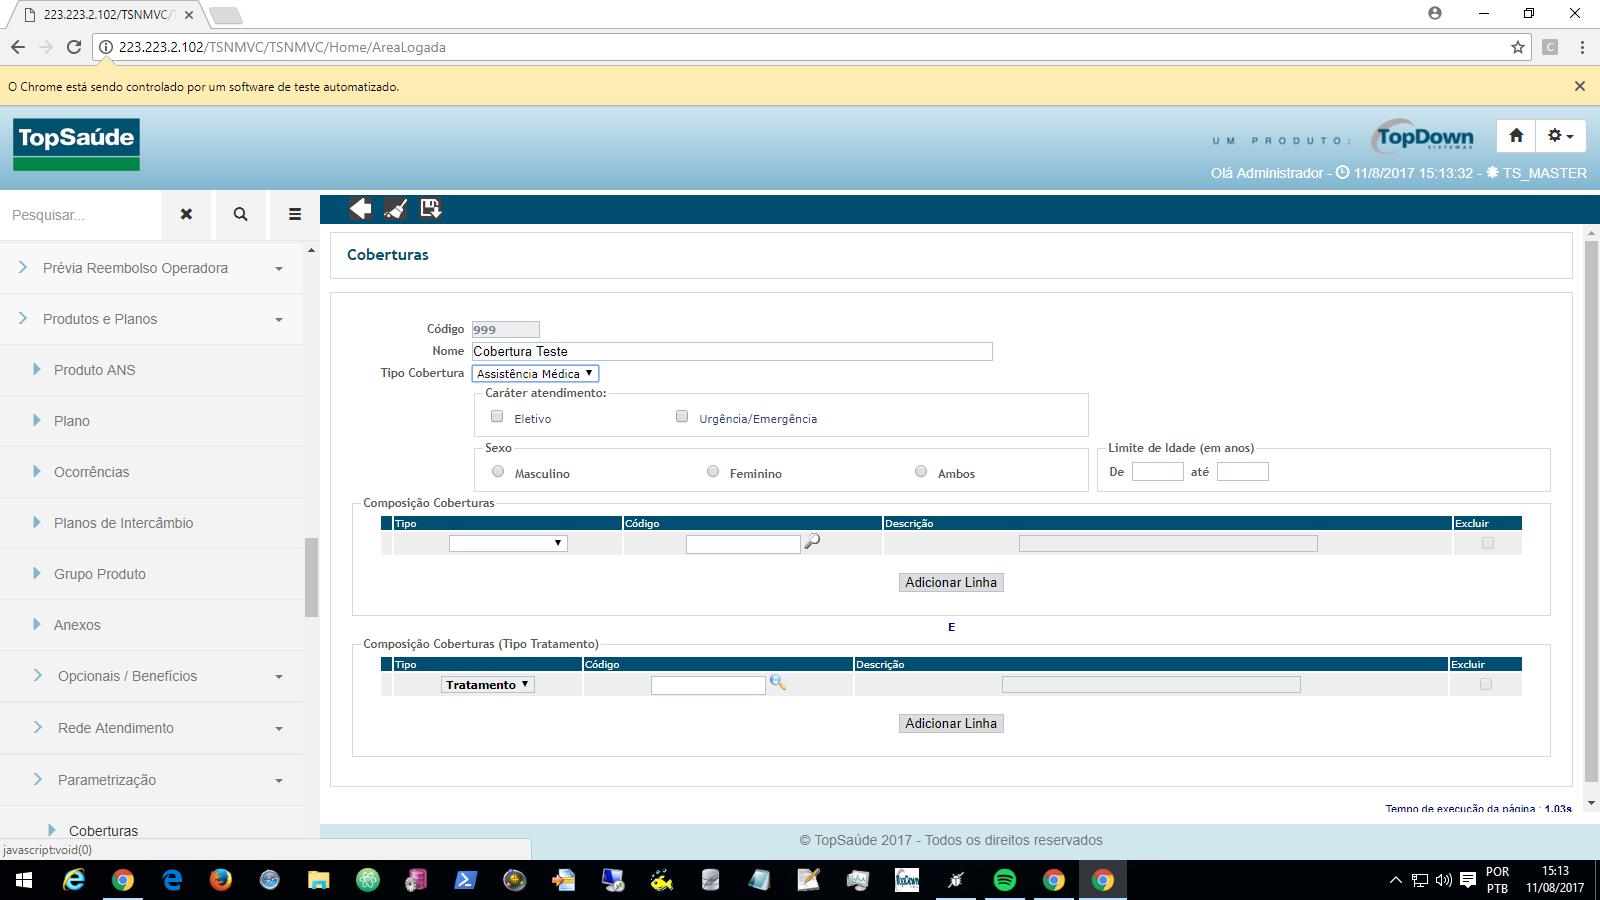 223.223.2.102/TSNMVC/T
223.223.2.102/TSNMVC/TSNMVC/Home/AreaLogada
O Chrome está sendo controlado por um software de teste automatizado.
TopSaúde
UM PRODUTO:
TopDown
SISTEMAS
Olá Administrador - 11/8/2017 15:13:32 - TS_MASTER
Pesquisar...
Prévia Reembolso Operadora
Produtos e Planos
Produto ANS
Plano
Ocorrências
Planos de Intercâmbio
Grupo Produto
Anexos
Opcionais / Benefícios
Rede Atendimento
Parametrização
Coberturas
javascript:void(0)
Coberturas
Código 999
Nome Cobertura Teste
Tipo Cobertura Assistência Médica
Caráter atendimento:
Eletivo Urgência/Emergência
Sexo
Masculino Feminino Ambos
Limite de Idade (em anos)
De até
Composição Coberturas
Tipo Código Descrição Excluir
Adicionar Linha
E
Composição Coberturas (Tipo Tratamento)
Tipo Código Descrição Excluir
Tratamento
Adicionar Linha
Tempo de execução da página : 1.03s
© TopSaúde 2017 - Todos os direitos reservados
TopDown
POR
PTB
15:13
11/08/2017